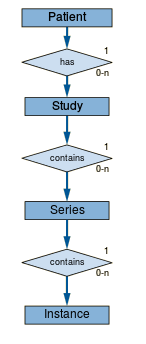 Patient
1
has
0-n
Study
1
contains
0-n
Series
1
contains
0-n
Instance